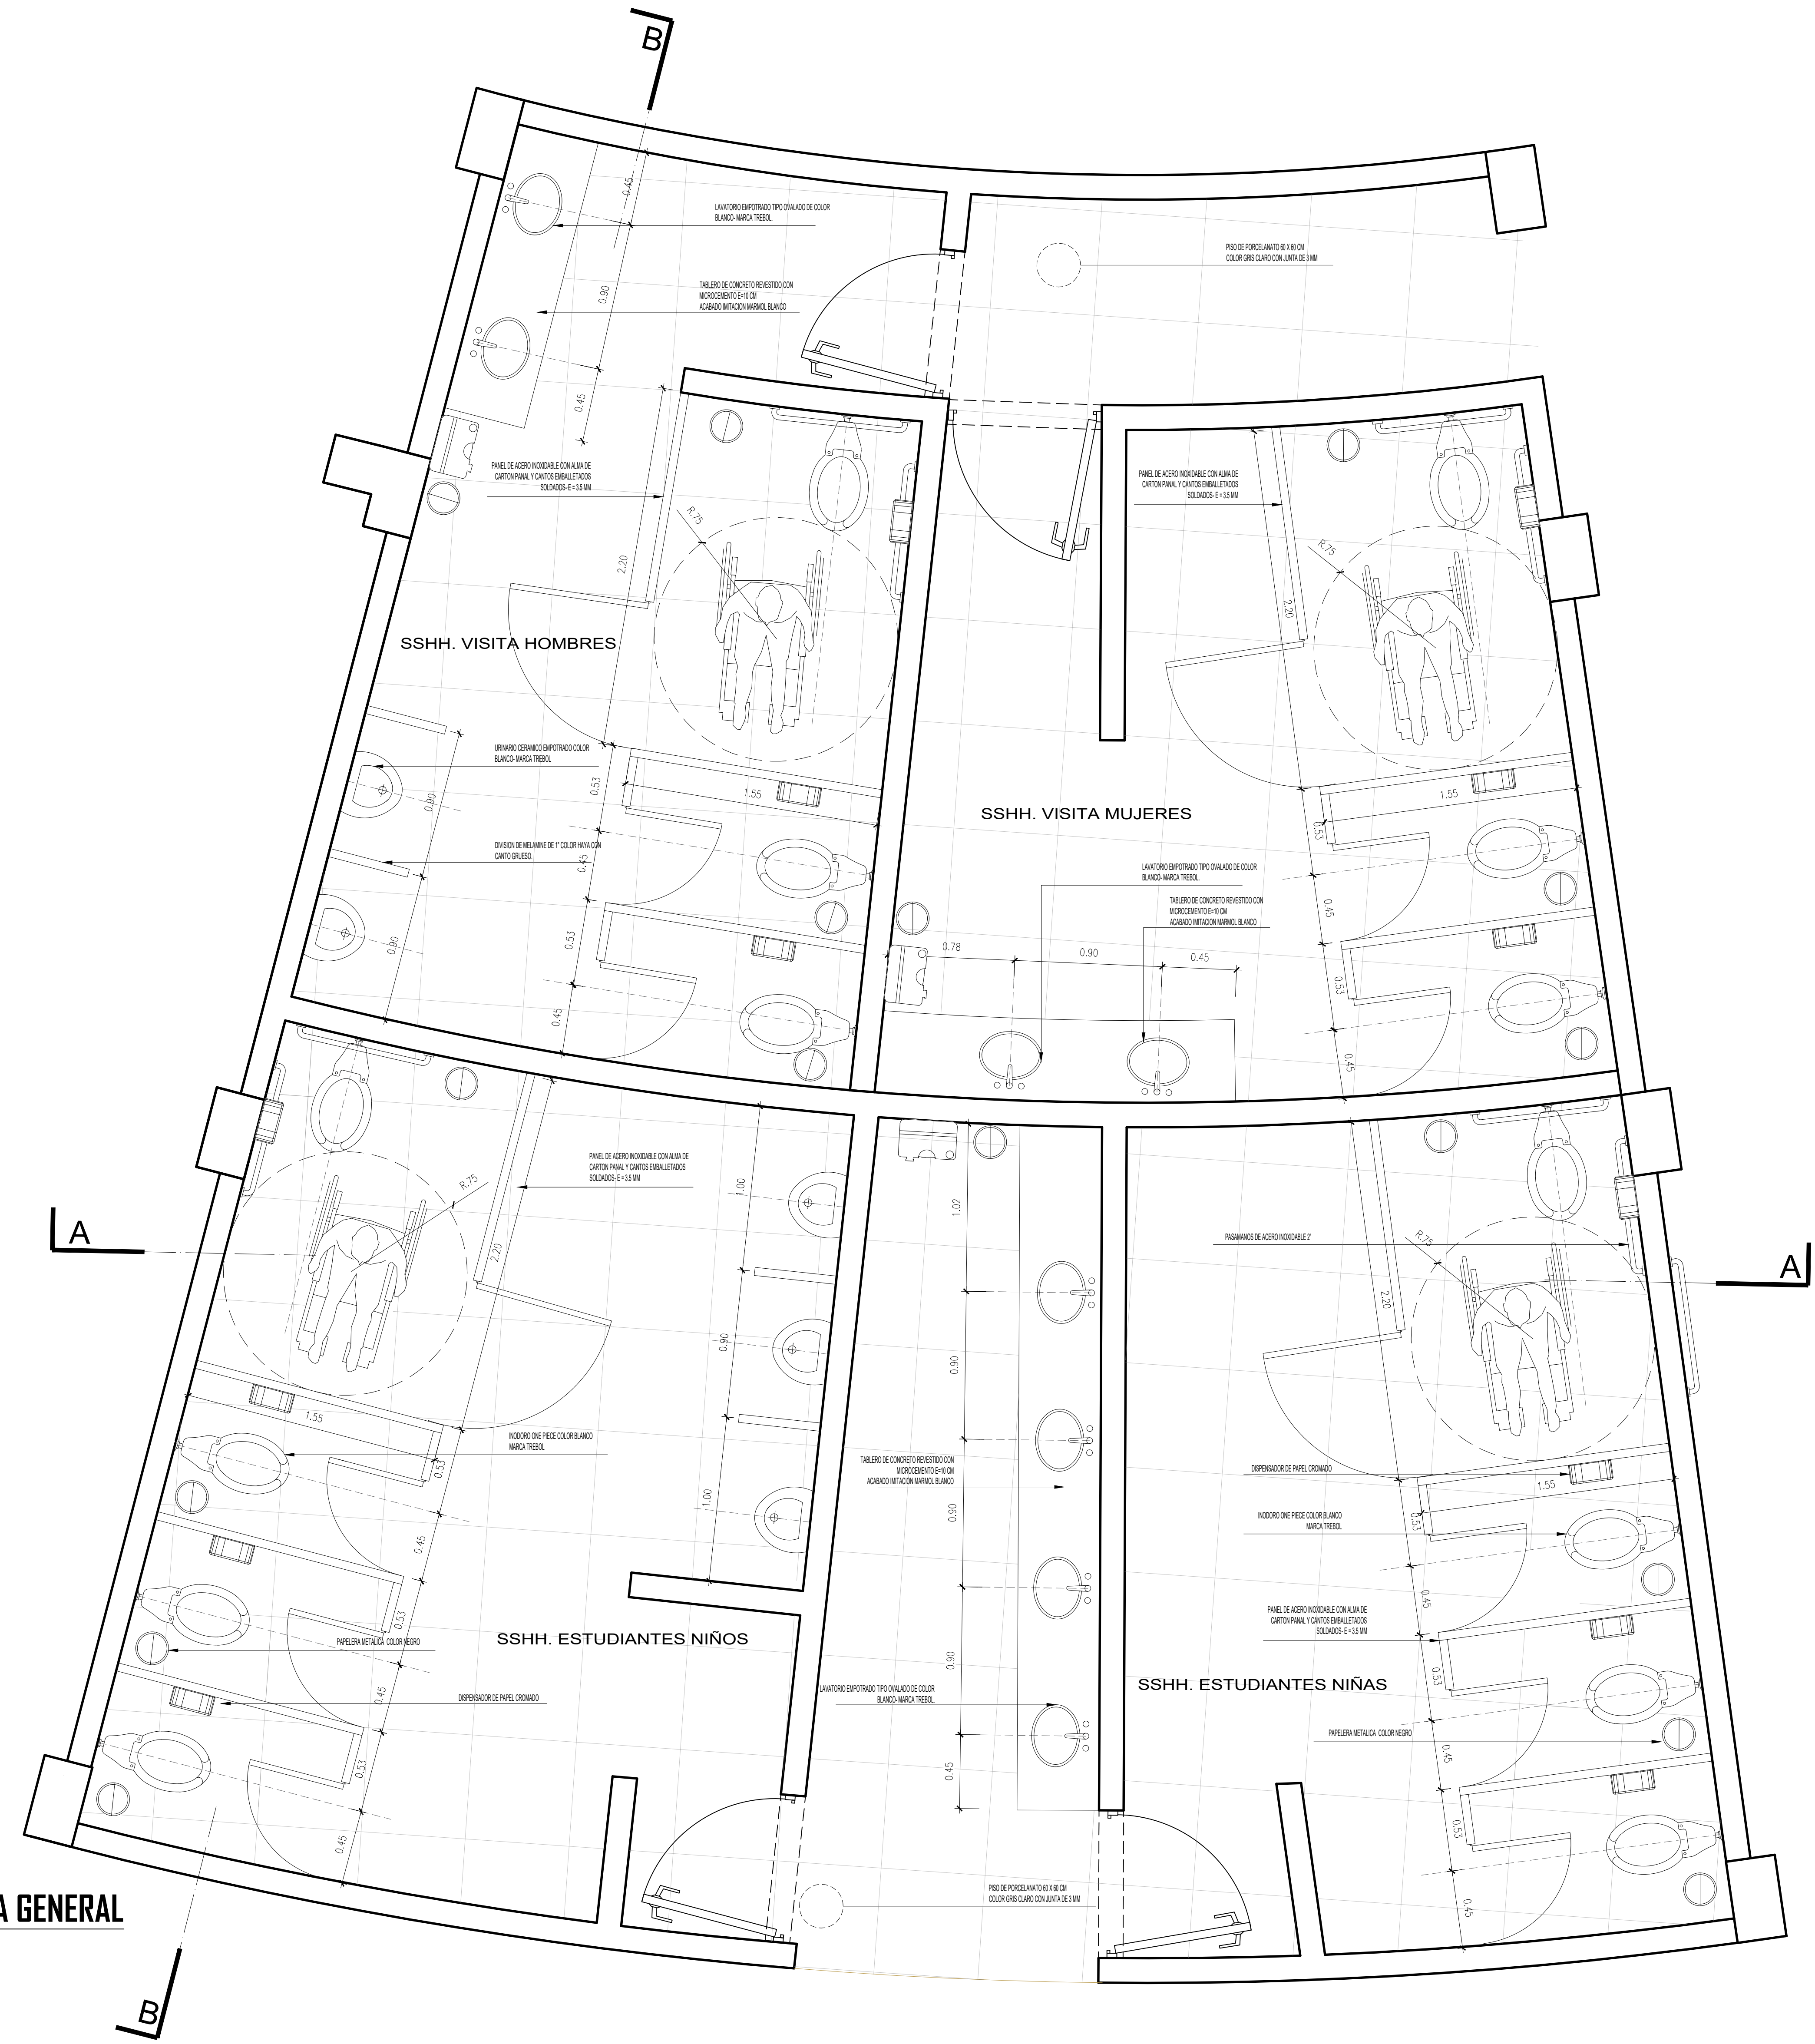 B
0.45
LAVATORIO EMPOTRADO TIPO OVALADO DE COLOR
BLANCO- MARCA TREBOL.
PISO DE PORCELANATO 60 X 60 CM
COLOR GRIS CLARO CON JUNTA DE 3 MM
0.90
TABLERO DE CONCRETO REVESTIDO CON
MICROCEMENTO E=10 CM
ACABADO IMITACION MARMOL BLANCO
0.45
PANEL DE ACERO INOXIDABLE CON ALMA DE
CARTON PANAL Y CANTOS EMBALLETADOS
SOLDADOS- E = 3.5 MM
PANEL DE ACERO INOXIDABLE CON ALMA DE
CARTON PANAL Y CANTOS EMBALLETADOS
SOLDADOS- E = 3.5 MM
R.75
R.75
2.20
2.20
SSHH. VISITA HOMBRES
URINARIO CERAMICO EMPOTRADO COLOR
BLANCO- MARCA TREBOL
0.53
1.55
1.55
0.90
SSHH. VISITA MUJERES
0.53
DIVISION DE MELAMINE DE 1" COLOR HAYA CON
CANTO GRUESO.
0.45
LAVATORIO EMPOTRADO TIPO OVALADO DE COLOR
BLANCO- MARCA TREBOL.
TABLERO DE CONCRETO REVESTIDO CON
MICROCEMENTO E=10 CM
ACABADO IMITACION MARMOL BLANCO
0.45
0.90
0.53
0.78
0.90
0.45
0.53
0.45
0.45
PANEL DE ACERO INOXIDABLE CON ALMA DE
CARTON PANAL Y CANTOS EMBALLETADOS
SOLDADOS- E = 3.5 MM
R.75
1.00
1.02
A
2.20
PASAMANOS DE ACERO INOXIDABLE 2"
R.75
A
2.20
0.90
0.90
1.55
INODORO ONE PIECE COLOR BLANCO
MARCA TREBOL
0.53
TABLERO DE CONCRETO REVESTIDO CON
MICROCEMENTO E=10 CM
ACABADO IMITACION MARMOL BLANCO
DISPENSADOR DE PAPEL CROMADO
1.55
1.00
0.90
INODORO ONE PIECE COLOR BLANCO
MARCA TREBOL
0.53
0.45
0.45
0.53
PANEL DE ACERO INOXIDABLE CON ALMA DE
CARTON PANAL Y CANTOS EMBALLETADOS
SOLDADOS- E = 3.5 MM
PAPELERA METALICA COLOR NEGRO
SSHH. ESTUDIANTES NIÑOS
0.90
0.53
SSHH. ESTUDIANTES NIÑAS
0.45
DISPENSADOR DE PAPEL CROMADO
LAVATORIO EMPOTRADO TIPO OVALADO DE COLOR
BLANCO- MARCA TREBOL.
PAPELERA METALICA COLOR NEGRO
0.53
0.45
0.45
0.53
0.45
PISO DE PORCELANATO 60 X 60 CM
COLOR GRIS CLARO CON JUNTA DE 3 MM
0.45
A GENERAL
B